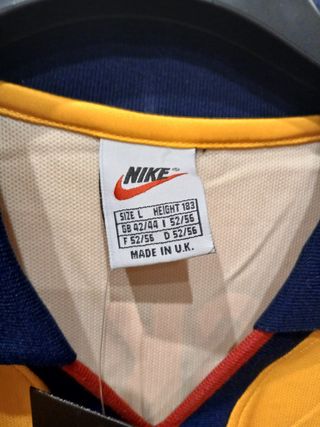 NIKE
SIZE L HEIGHT 183
GB 42/44 I 52/56
F 52/56 D 52/56
MADE IN U.K.